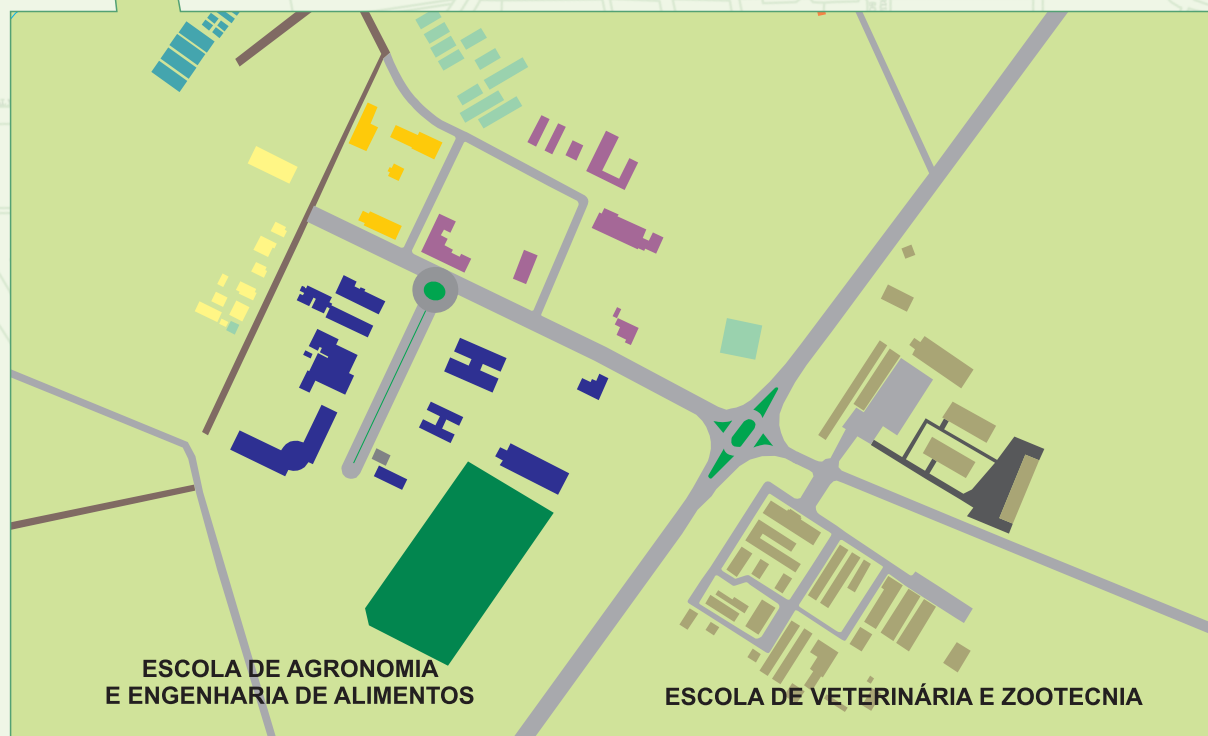 ESCOLA DE AGRONOMIA
E ENGENHARIA DE ALIMENTOS
ESCOLA DE VETERINÁRIA E ZOOTECNIA